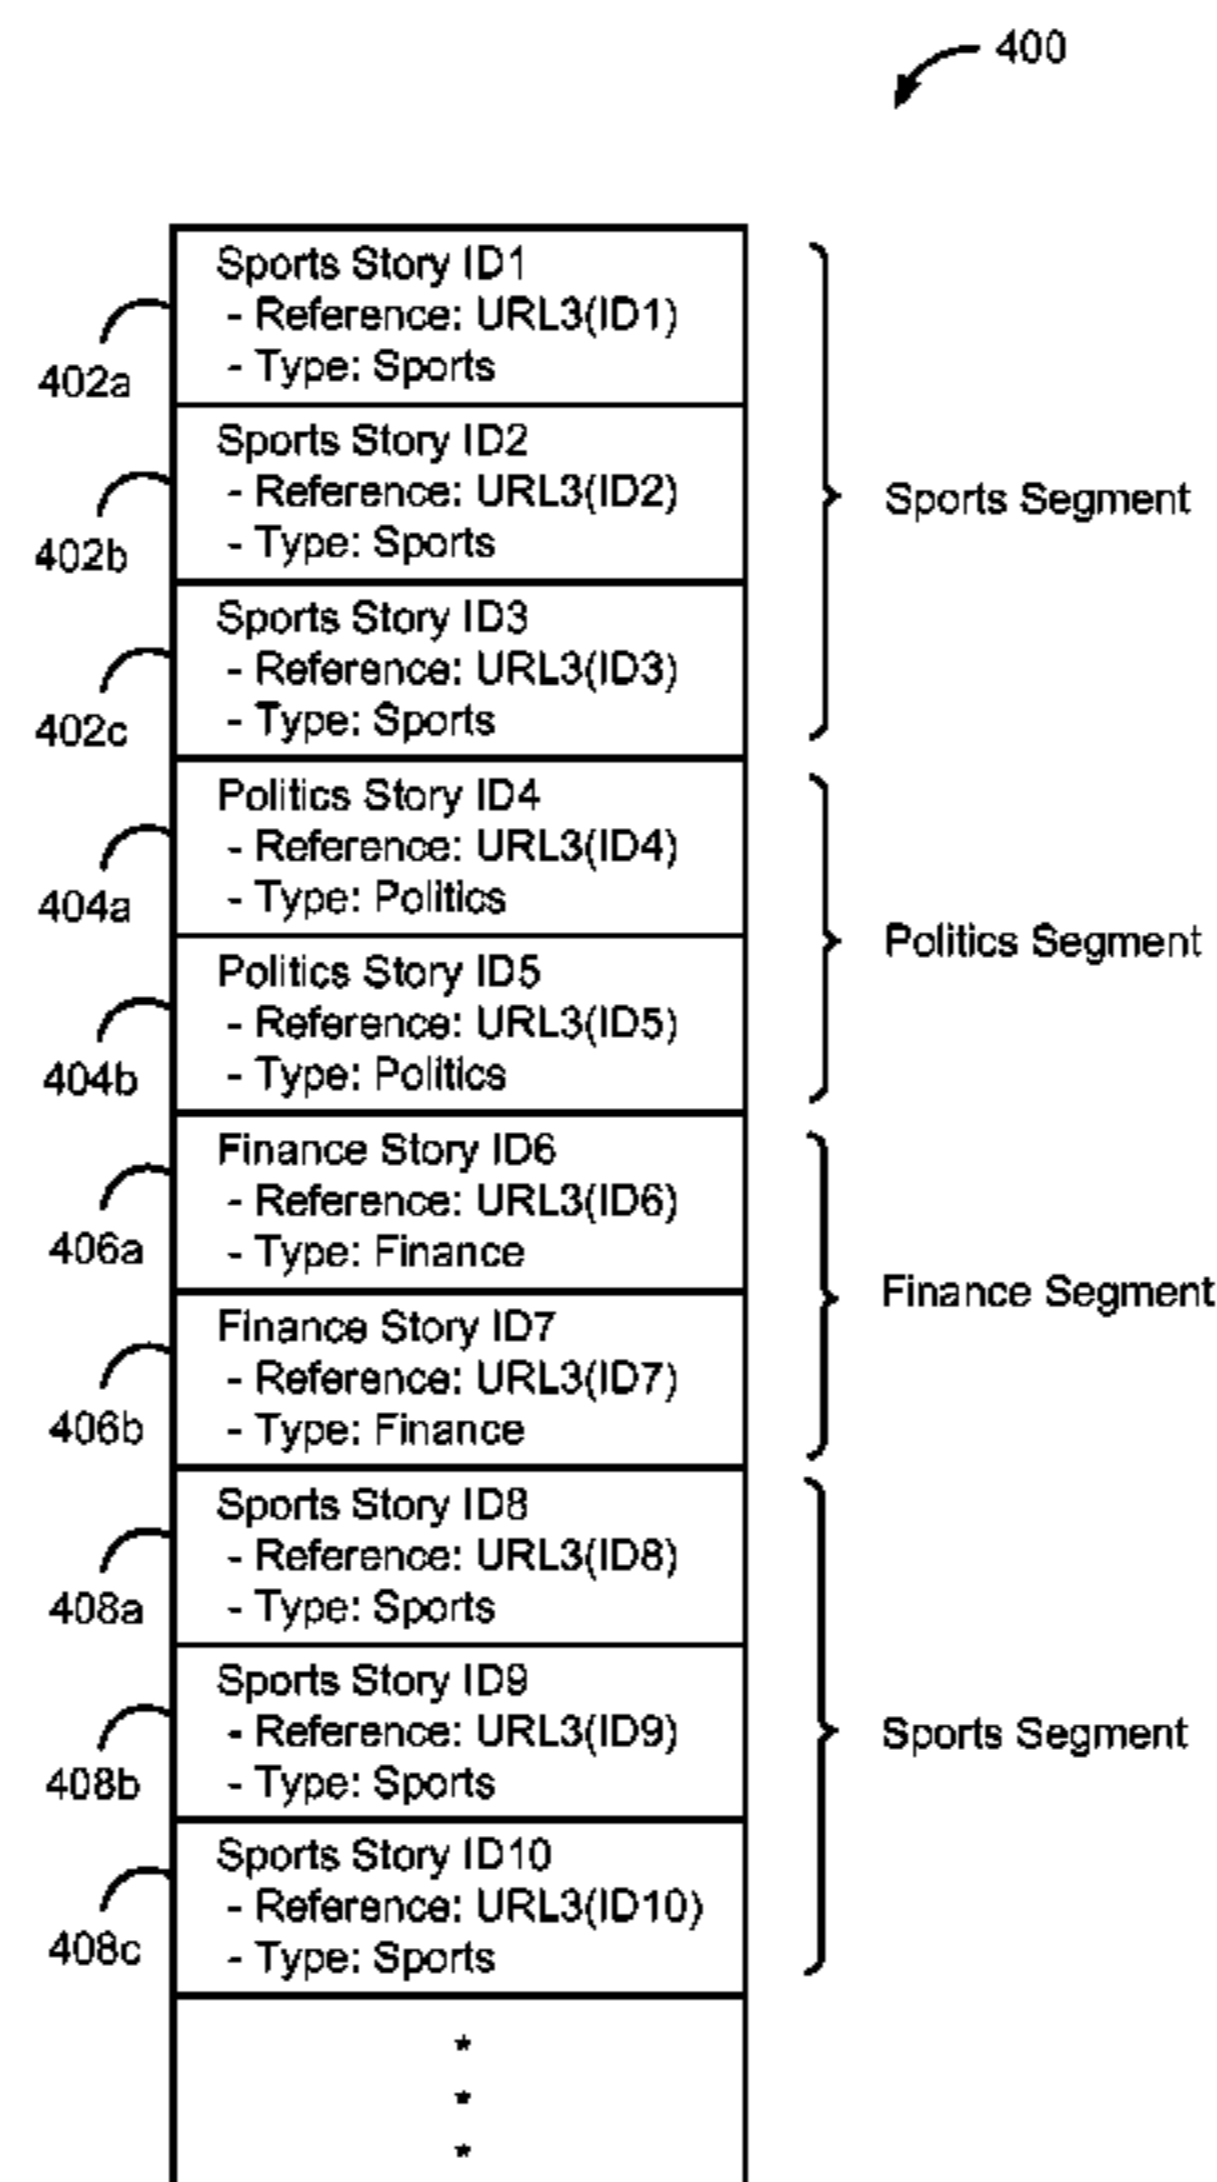 400
Sports Story ID1
- Reference: URL3(ID1)
- Type: Sports
402a
Sports Story ID2
- Reference: URL3(ID2)
- Type: Sports
402b
Sports Segment
Sports Story ID3
- Reference: URL3(ID3)
- Type: Sports
402c
Politics Story ID4
- Reference: URL3(ID4)
- Type: Politics
404a
Politics Segment
Politics Story ID5
- Reference: URL3(ID5)
- Type: Politics
404b
Finance Story ID6
- Reference: URL3(ID6)
- Type: Finance
406a
Finance Segment
Finance Story ID7
- Reference: URL3(ID7)
- Type: Finance
406b
Sports Story ID8
- Reference: URL3(ID8)
- Type: Sports
408a
Sports Story ID9
- Reference: URL3(ID9)
- Type: Sports
408b
Sports Segment
Sports Story ID10
- Reference: URL3(ID10)
- Type: Sports
408c
*
*
*